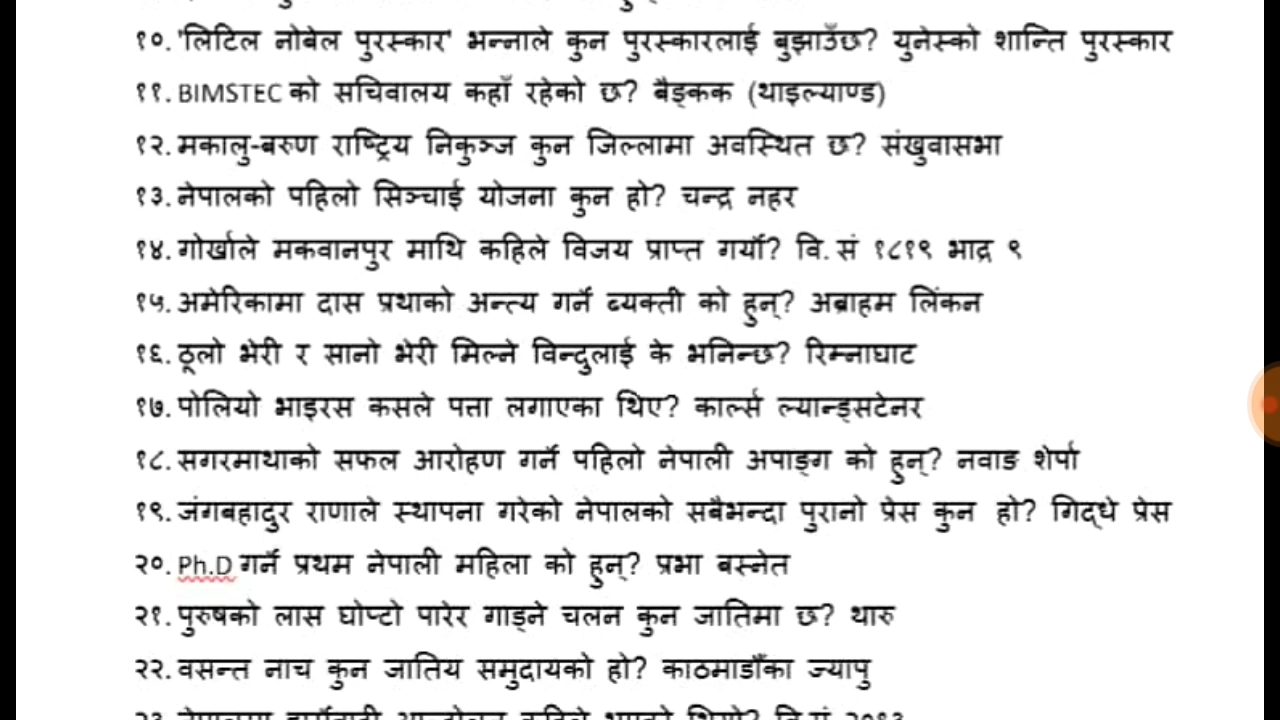 १०. 'लिटिल नोबेल पुरस्कार' भन्नाले कुन पुरस्कारलाई बुझाउँछ? युनेस्को शान्ति पुरस्कार
११. BIMSTEC को सचिवालय कहाँ रहेको छ? बैङ्कक (थाइल्याण्ड)
१२. मकालु-बरुण राष्ट्रिय निकुञ्ज कुन जिल्लामा अवस्थित छ? संखुवासभा
१३. नेपालको पहिलो सिञ्चाई योजना कुन हो? चन्द्र नहर
१४. गोर्खाले मकवानपुर माथि कहिले विजय प्राप्त गर्यो? वि. सं १८१९ भाद्र ९
१५. अमेरिकामा दास प्रथाको अन्त्य गर्ने व्यक्ती को हुन्? अब्राहम लिंकन
१६. ठूलो भेरी र सानो भेरी मिल्ने विन्दुलाई के भनिन्छ? रिम्नाघाट
१७. पोलियो भाइरस कसले पत्ता लगाएका थिए? कार्ल्स ल्यान्ड्सटेनर
१८. सगरमाथाको सफल आरोहण गर्ने पहिलो नेपाली अपाङ्ग को हुन्? नवाङ शेर्पा
१९. जंगबहादुर राणाले स्थापना गरेको नेपालको सबैभन्दा पुरानो प्रेस कुन हो? गिद्धे प्रेस
२०. Ph.D गर्ने प्रथम नेपाली महिला को हुन्? प्रभा बस्नेत
२१. पुरुषको लास घोप्टो पारेर गाड्ने चलन कुन जातिमा छ? थारु
२२. वसन्त नाच कुन जातिय समुदायको हो? काठमाडौँका ज्यापु